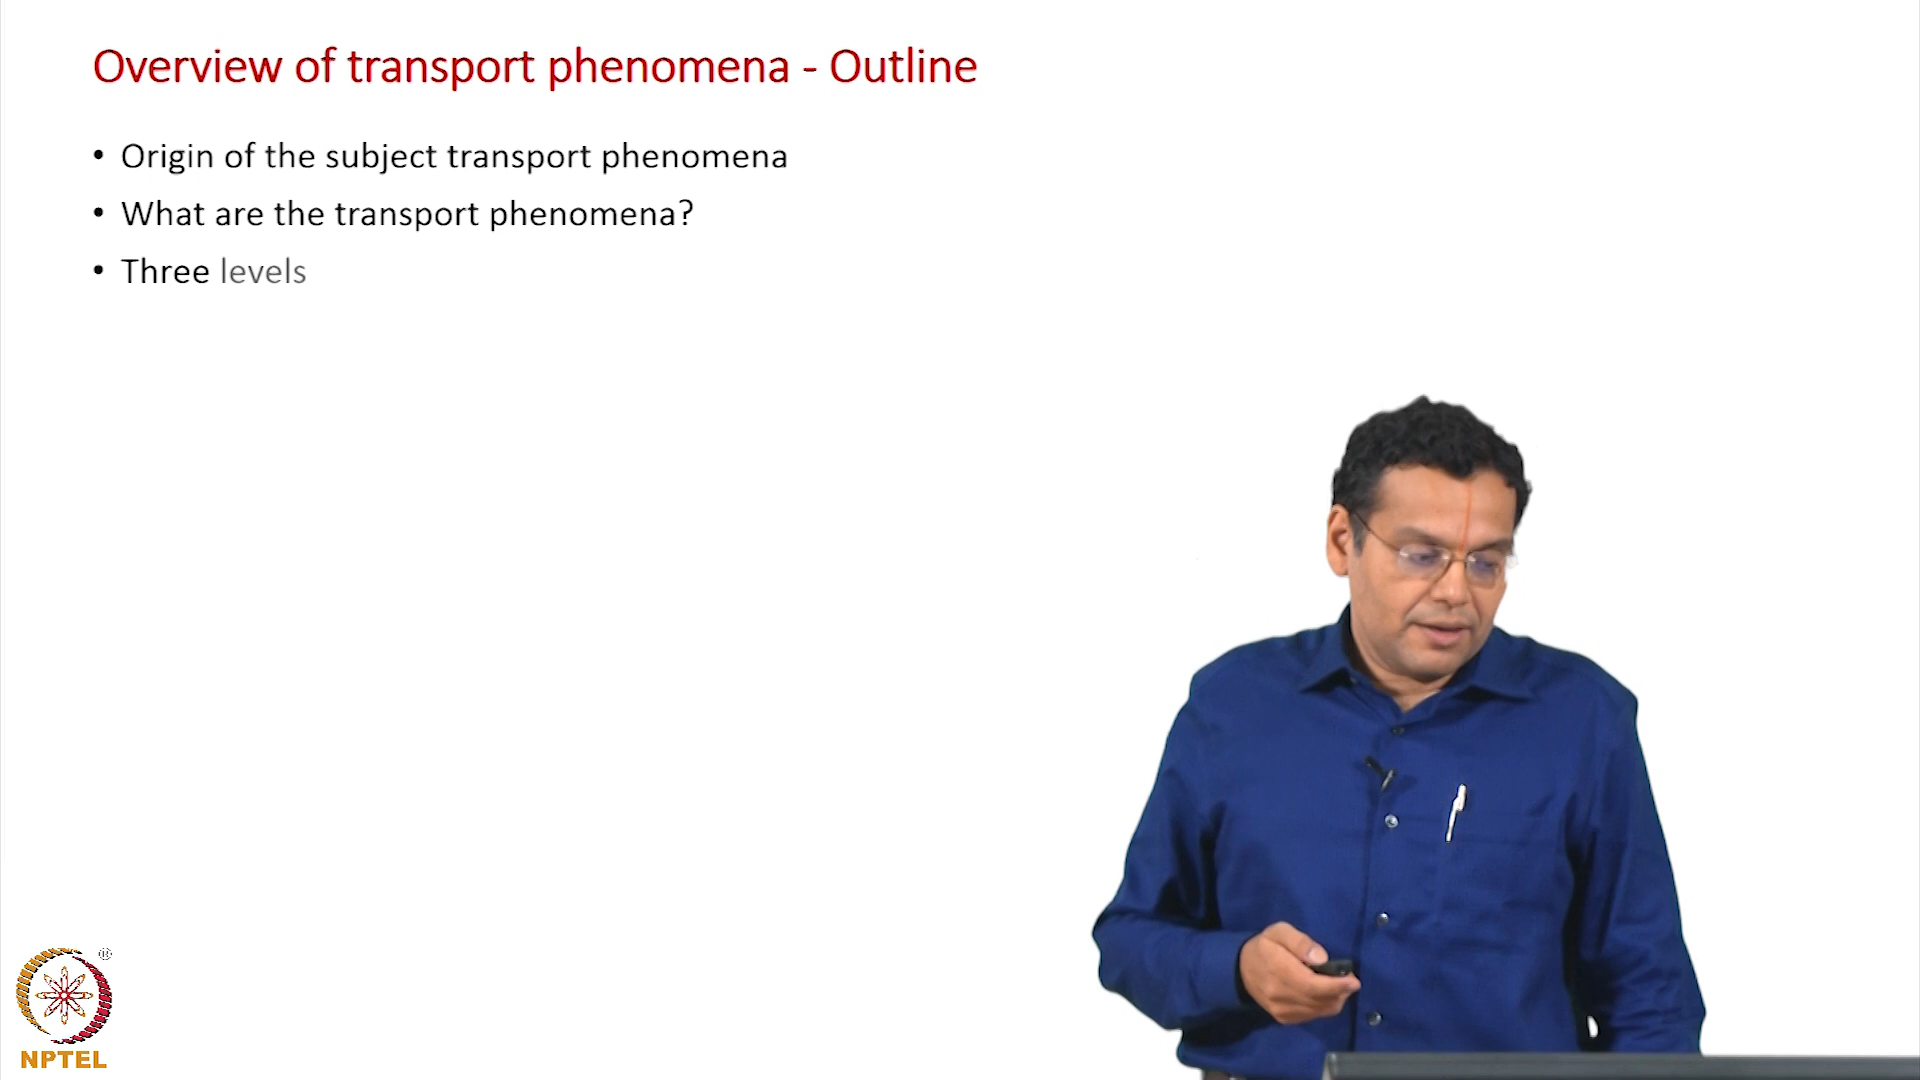 Overview of transport phenomena - Outline
• Origin of the subject transport phenomena
• What are the transport phenomena?
• Three levels
®
NPTEL